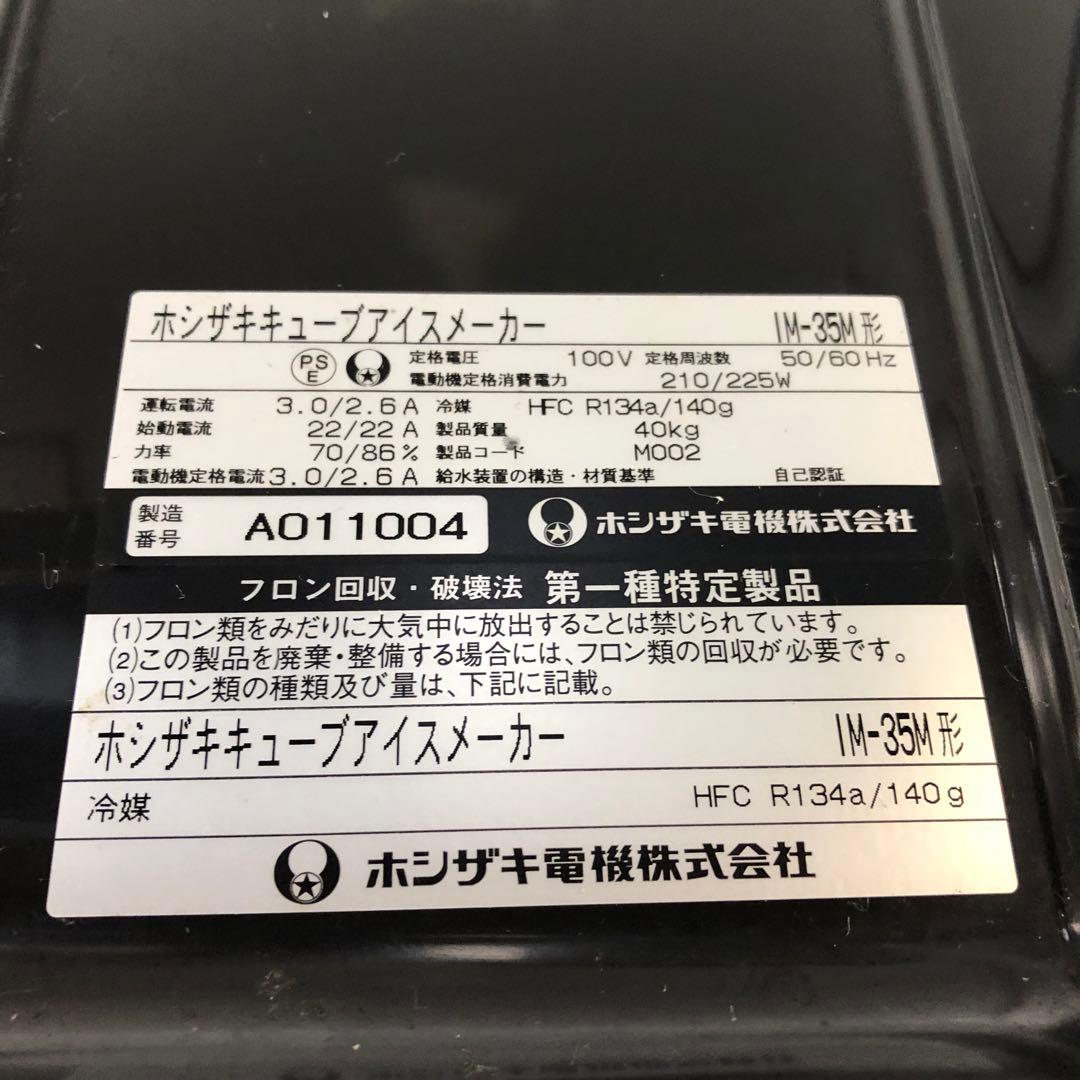 ホシザキキューブアイスメーカー IM-35M形
PS E 定格電圧 100V 定格周波数 50/60Hz
電動機定格消費電力 210/225W
運転電流 3.0/2.6A 冷媒 HFC R134a/140g
始動電流 22/22A 製品質量 40kg
力率 70/86% 製品コード M002
電動機定格電流 3.0/2.6A 給水装置の構造・材質基準 自己認証
製造番号 A011004 ホシザキ電機株式会社
フロン回収・破壊法 第一種特定製品
(1)フロン類をみだりに大気中に放出することは禁じられています。
(2)この製品を廃棄・整備する場合には、フロン類の回収が必要です。
(3)フロン類の種類及び量は、下記に記載。
ホシザキキューブアイスメーカー IM-35M形
冷媒 HFC R134a/140g
ホシザキ電機株式会社